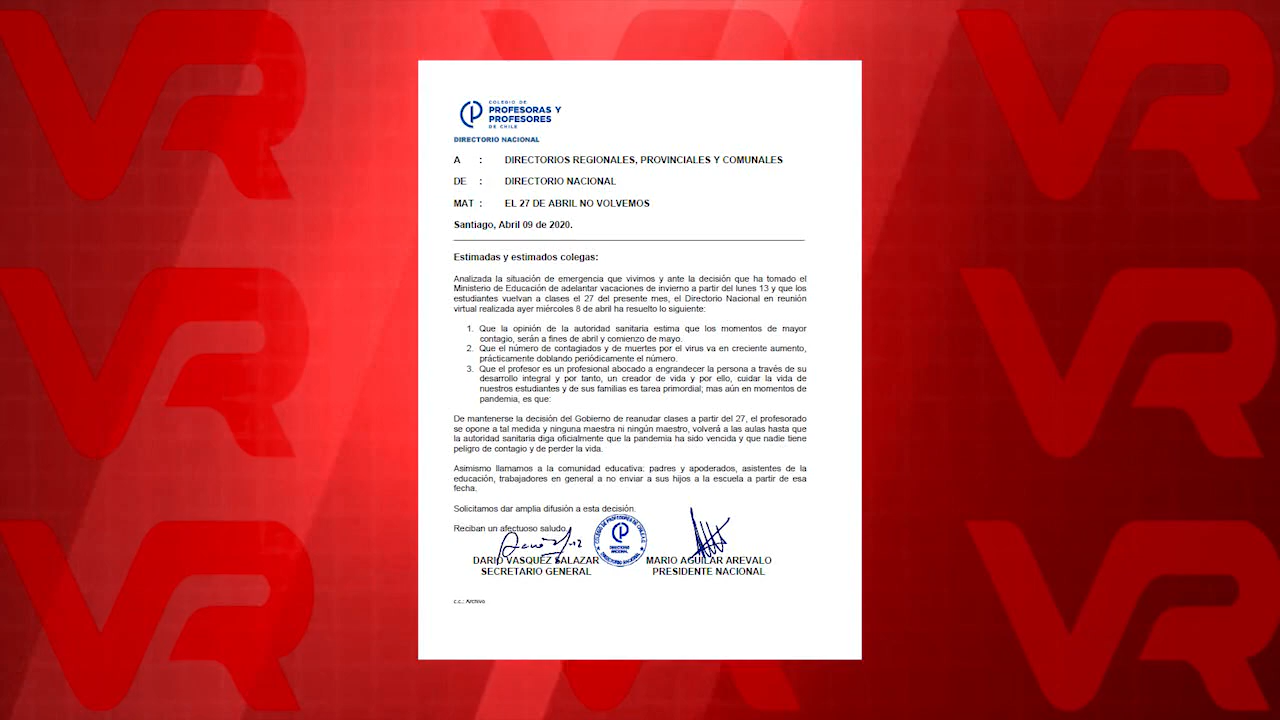 VR
VR
VR
VR
VR
VR
COLEGIO DE
PROFESORAS Y
PROFESORES
DE CHILE
DIRECTORIO NACIONAL
A : DIRECTORIOS REGIONALES, PROVINCIALES Y COMUNALES
DE : DIRECTORIO NACIONAL
MAT : EL 27 DE ABRIL NO VOLVEMOS
Santiago, Abril 09 de 2020.
Estimadas y estimados colegas:
Analizada la situación de emergencia que vivimos y ante la decisión que ha tomado el
Ministerio de Educación de adelantar vacaciones de invierno a partir del lunes 13 y que los
estudiantes vuelvan a clases el 27 del presente mes, el Directorio Nacional en reunión
virtual realizada ayer miércoles 8 de abril ha resuelto lo siguiente:
1. Que la opinión de la autoridad sanitaria estima que los momentos de mayor
contagio, serán a fines de abril y comienzo de mayo.
2. Que el número de contagiados y de muertes por el virus va en creciente aumento,
prácticamente doblando periódicamente el número.
3. Que el profesor es un profesional abocado a engrandecer la persona a través de su
desarrollo integral y por tanto, un creador de vida y por ello, cuidar la vida de
nuestros estudiantes y de sus familias es tarea primordial; mas aún en momentos de
pandemia, es que:
De mantenerse la decisión del Gobierno de reanudar clases a partir del 27, el profesorado
se opone a tal medida y ninguna maestra ni ningún maestro, volverá a las aulas hasta que
la autoridad sanitaria diga oficialmente que la pandemia ha sido vencida y que nadie tiene
peligro de contagio y de perder la vida.
Asimismo llamamos a la comunidad educativa: padres y apoderados, asistentes de la
educación, trabajadores en general a no enviar a sus hijos a la escuela a partir de esa
fecha.
Solicitamos dar amplia difusión a esta decisión.
Reciban un afectuoso saludo,
DARIO VASQUEZ SALAZAR
SECRETARIO GENERAL
DIRECTORIO
NACIONAL
MARIO AGUILAR AREVALO
PRESIDENTE NACIONAL
c.c.: Archivo